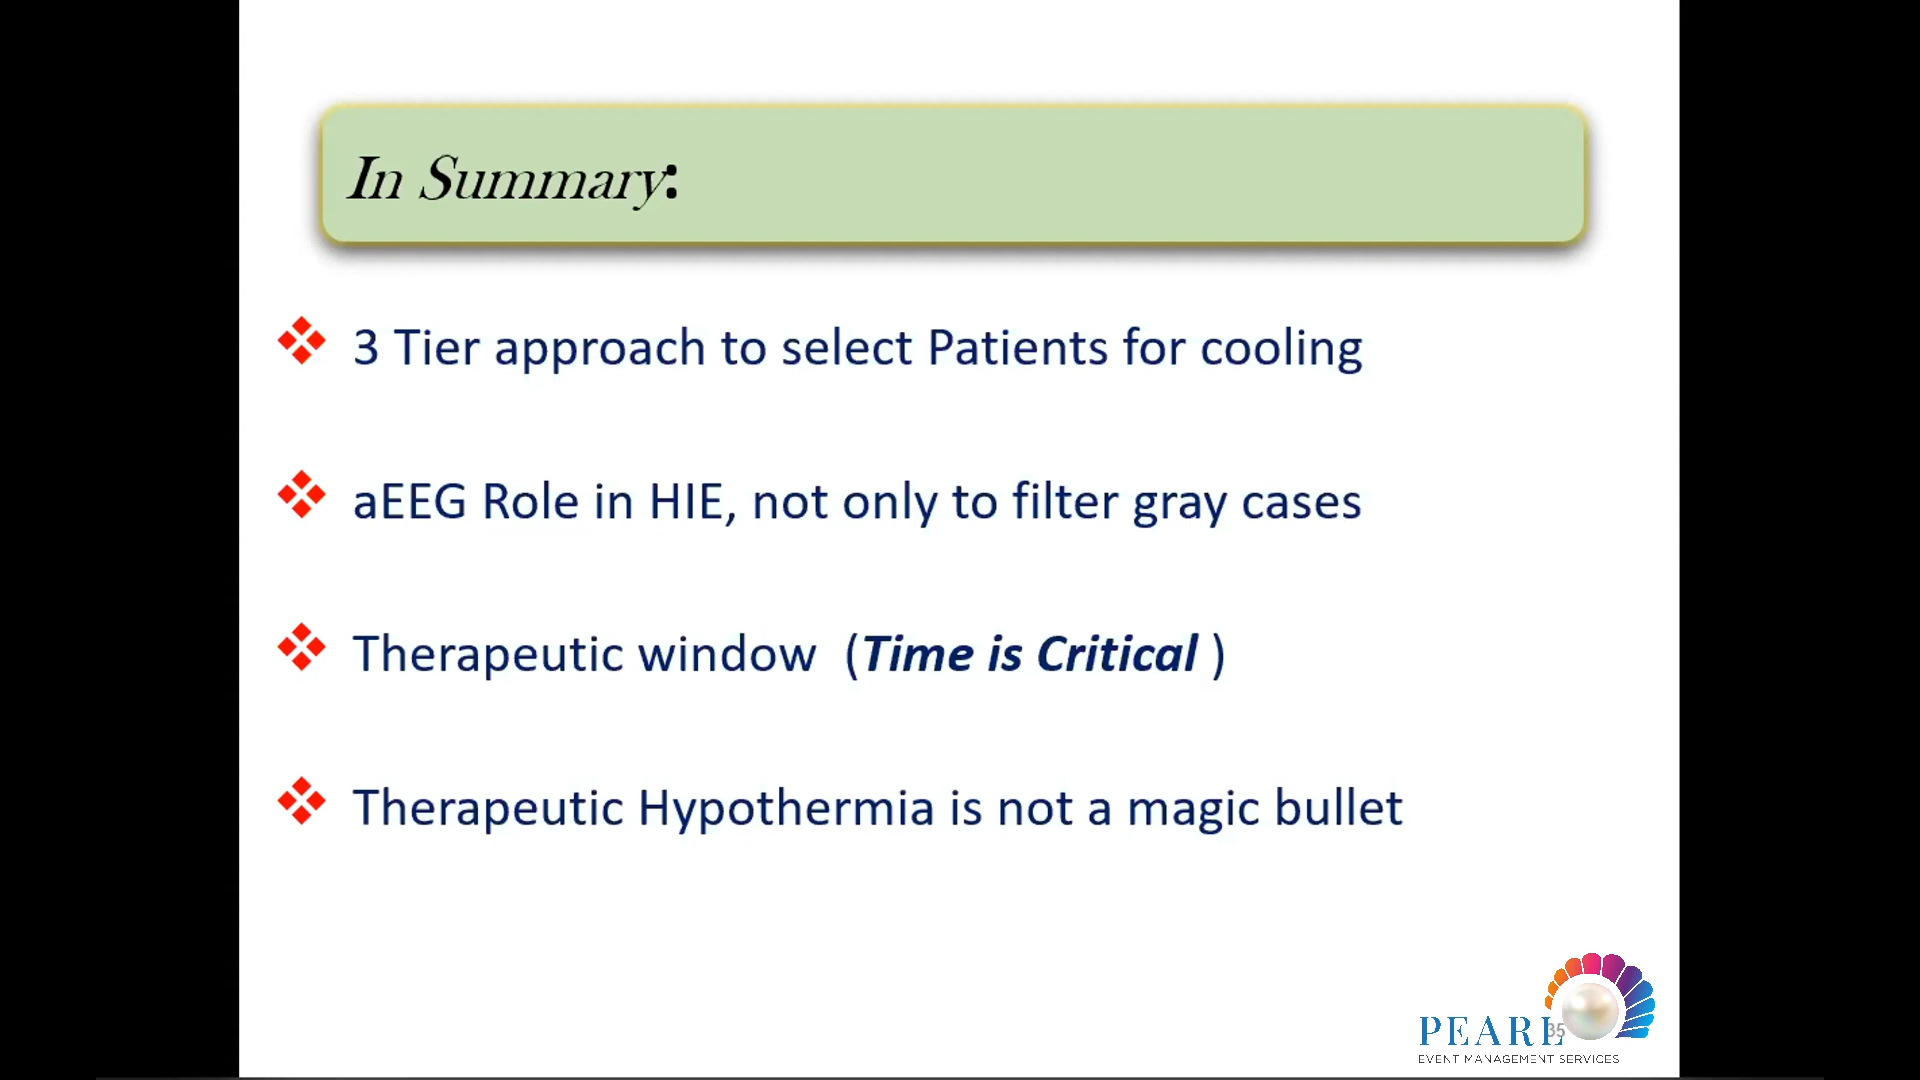 In Summary:
3 Tier approach to select Patients for cooling
aEEG Role in HIE, not only to filter gray cases
Therapeutic window (Time is Critical )
Therapeutic Hypothermia is not a magic bullet
PEARL
35
EVENT MANAGEMENT SERVICES